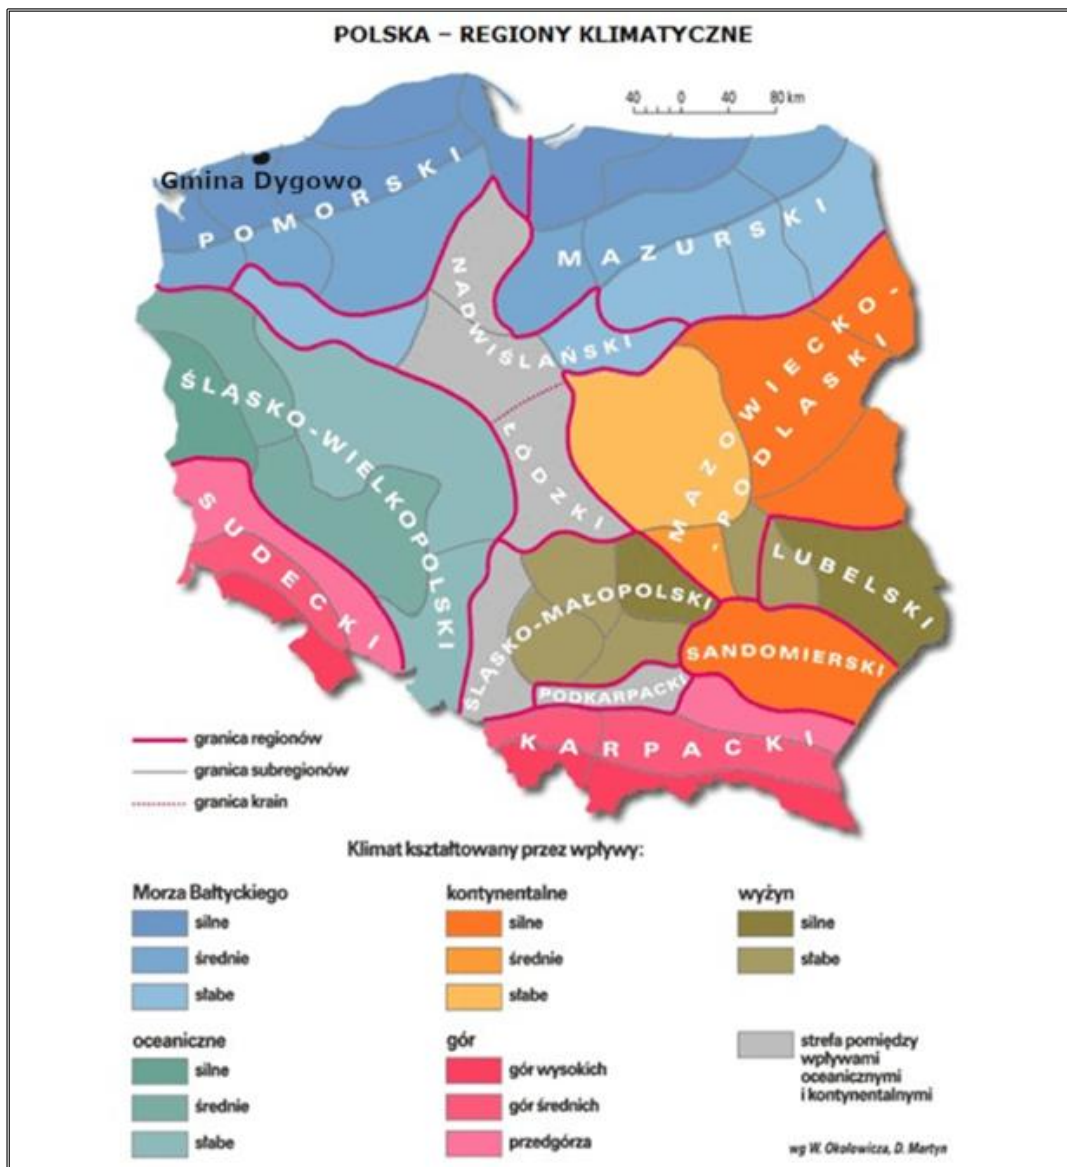 POLSKA – REGIONY KLIMATYCZNE
40 0 40 80 km
Gmina Dygowo
POMORSKI
MAZURSKI
NADWIŚLAŃSKI
MAZOWIECKO-
-PODLASKI
ŚLĄSKO-WIELKOPOLSKI
ŁÓDZKI
SUDECKI
LUBELSKI
ŚLĄSKO-MAŁOPOLSKI
SANDOMIERSKI
PODKARPACKI
KARPACKI
granica regionów
granica subregionów
granica krain
Klimat kształtowany przez wpływy:
Morza Bałtyckiego
silne
średnie
słabe
kontynentalne
silne
średnie
słabe
wyżyn
silne
słabe
oceaniczne
silne
średnie
słabe
gór
gór wysokich
gór średnich
przedgórza
strefa pomiędzy
wpływami
oceanicznymi
i kontynentalnymi
wg W. Okołowicza, D. Martyn